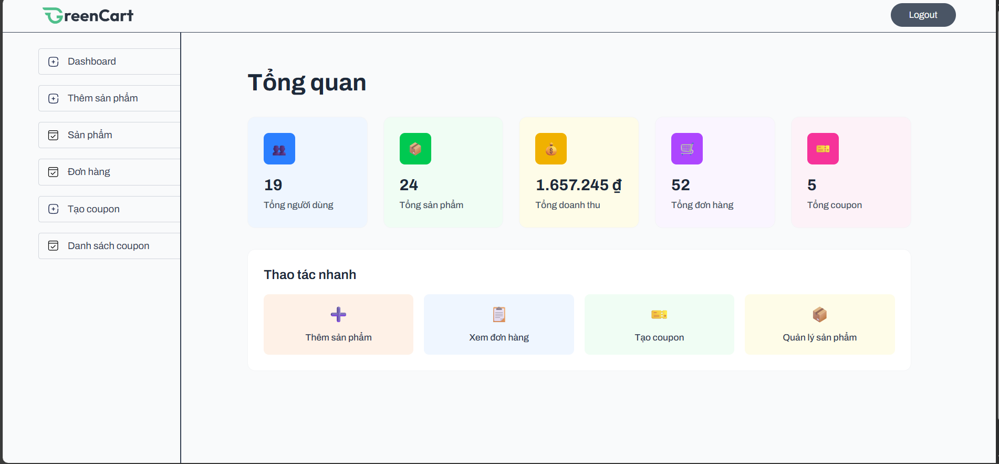 GreenCart
Logout
Dashboard
Thêm sản phẩm
Sản phẩm
Đơn hàng
Tạo coupon
Danh sách coupon
Tổng quan
19
Tổng người dùng
24
Tổng sản phẩm
1.657.245 ₫
Tổng doanh thu
52
Tổng đơn hàng
5
Tổng coupon
Thao tác nhanh
Thêm sản phẩm
Xem đơn hàng
Tạo coupon
Quản lý sản phẩm